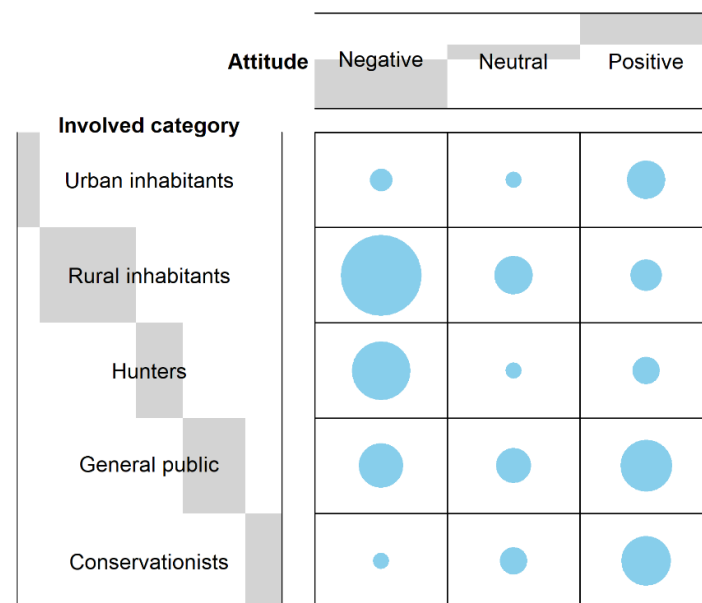 Attitude Negative Neutral Positive
Involved category
Urban inhabitants
Rural inhabitants
Hunters
General public
Conservationists